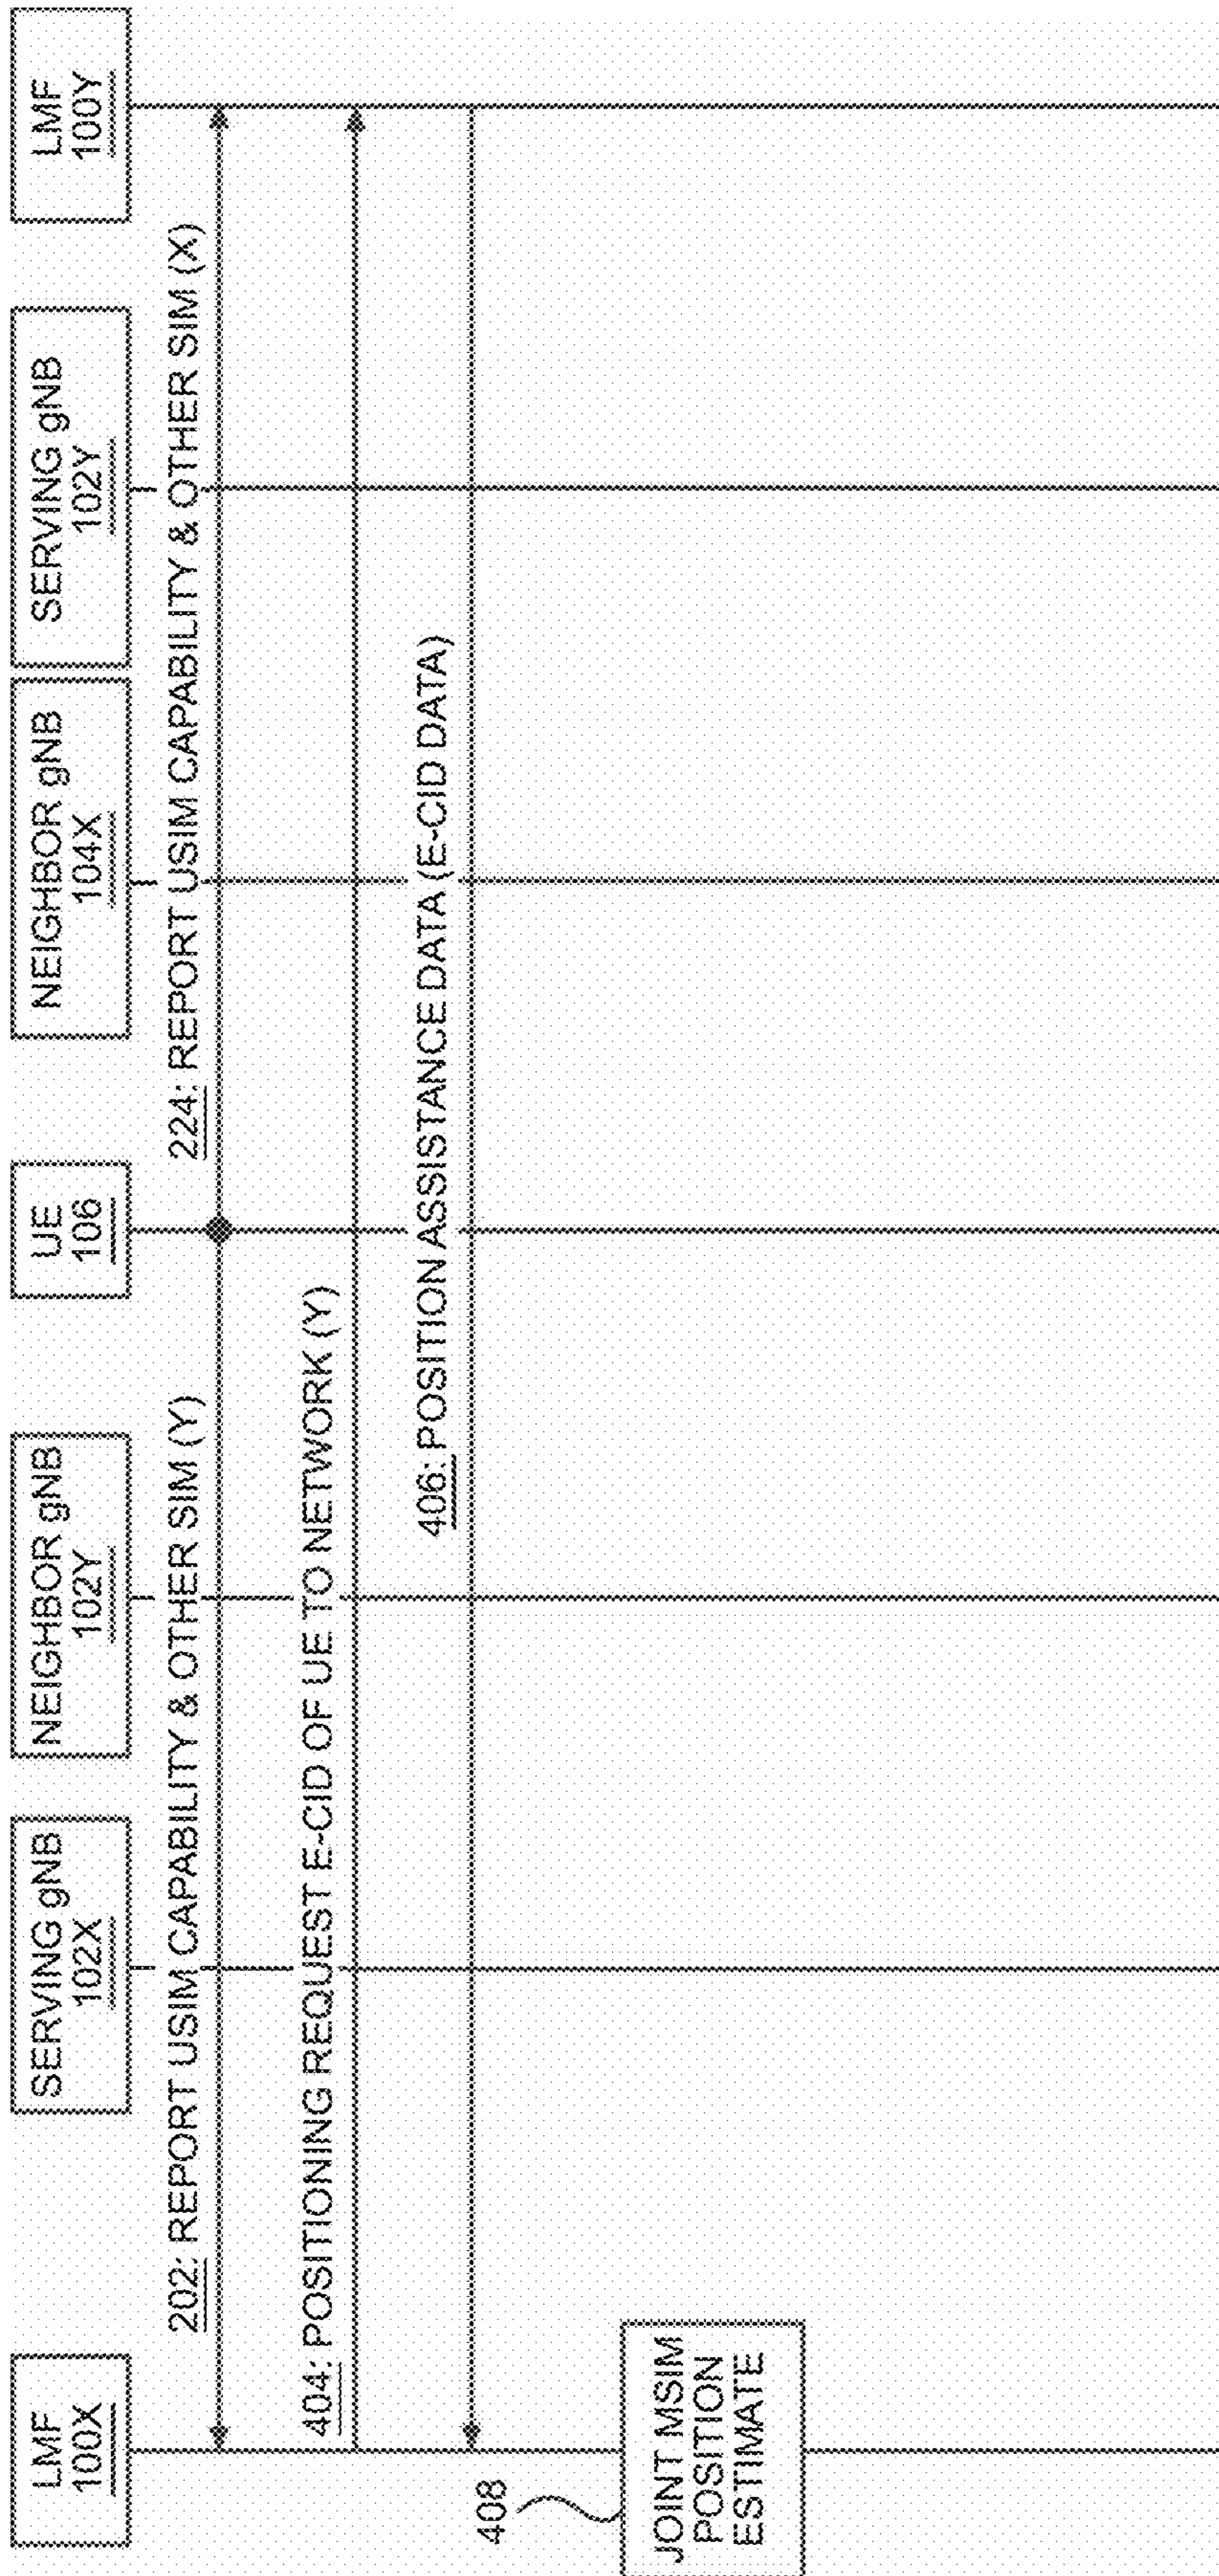 LMF
100X
SERVING gNB
102X
NEIGHBOR gNB
102Y
UE
106
NEIGHBOR gNB
104X
SERVING gNB
102Y
LMF
100Y
202: REPORT USIM CAPABILITY & OTHER SIM (Y)
224: REPORT USIM CAPABILITY & OTHER SIM (X)
404: POSITIONING REQUEST E-CID OF UE TO NETWORK (Y)
406: POSITION ASSISTANCE DATA (E-CID DATA)
408
JOINT MSIM
POSITION
ESTIMATE